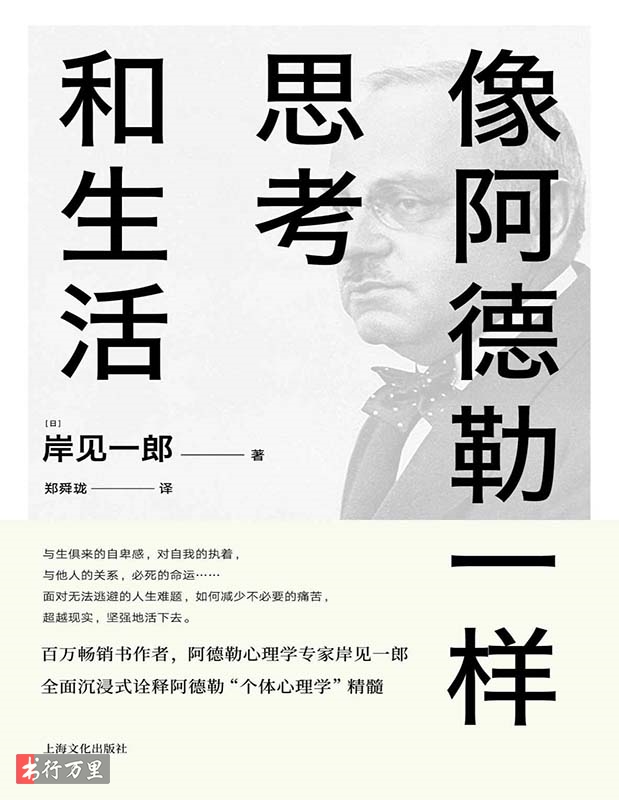 像阿德勒一样
思考
和生活
[日]
岸见一郎 著
郑舜珑 译
与生俱来的自卑感，对自我的执着，
与他人的关系，必死的命运……
面对无法逃避的人生难题，如何减少不必要的痛苦，
超越现实，坚强地活下去。
百万畅销书作者，阿德勒心理学专家岸见一郎
全面沉浸式诠释阿德勒“个体心理学”精髓
上海文化出版社
书行万里